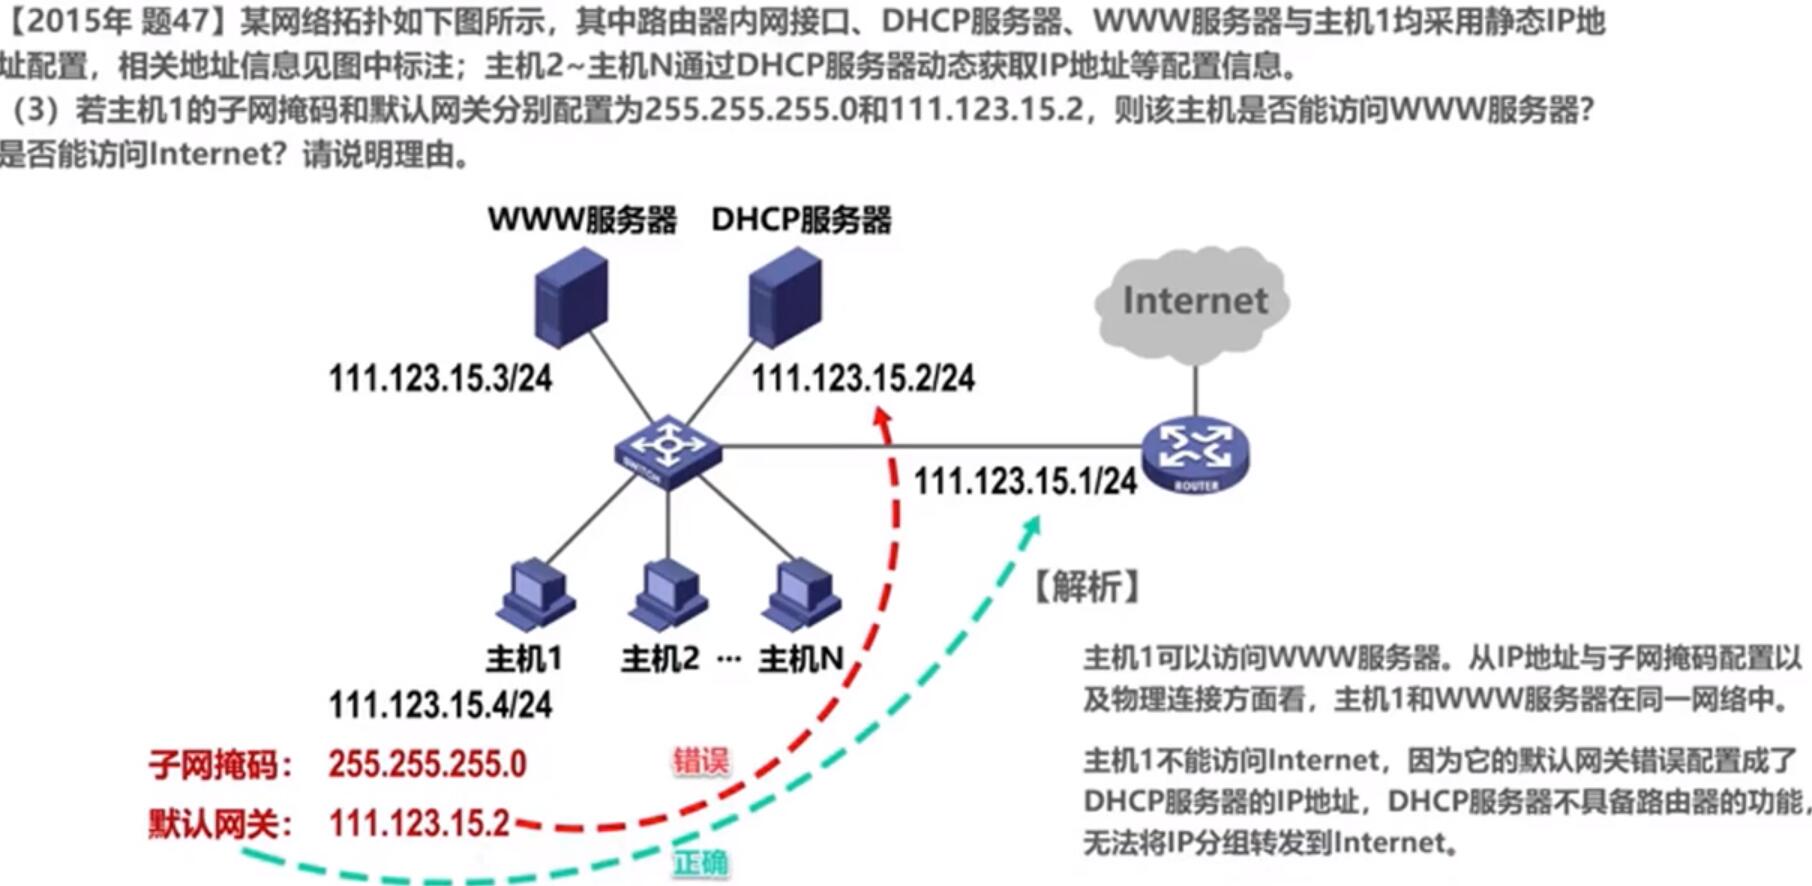 【2015年 题47】某网络拓扑如下图所示，其中路由器内网接口、DHCP服务器、WWW服务器与主机1均采用静态IP地
址配置，相关地址信息见图中标注；主机2~主机N通过DHCP服务器动态获取IP地址等配置信息。
（3）若主机1的子网掩码和默认网关分别配置为255.255.255.0和111.123.15.2，则该主机是否能访问WWW服务器？
是否能访问Internet？请说明理由。
WWW服务器 DHCP服务器
Internet
111.123.15.3/24
111.123.15.2/24
SWITCH
111.123.15.1/24
ROUTER
【解析】
主机1 主机2 ··· 主机N
111.123.15.4/24
主机1可以访问WWW服务器。从IP地址与子网掩码配置以
及物理连接方面看，主机1和WWW服务器在同一网络中。
子网掩码： 255.255.255.0
错误
默认网关： 111.123.15.2
正确
主机1不能访问Internet，因为它的默认网关错误配置成了
DHCP服务器的IP地址，DHCP服务器不具备路由器的功能，
无法将IP分组转发到Internet。